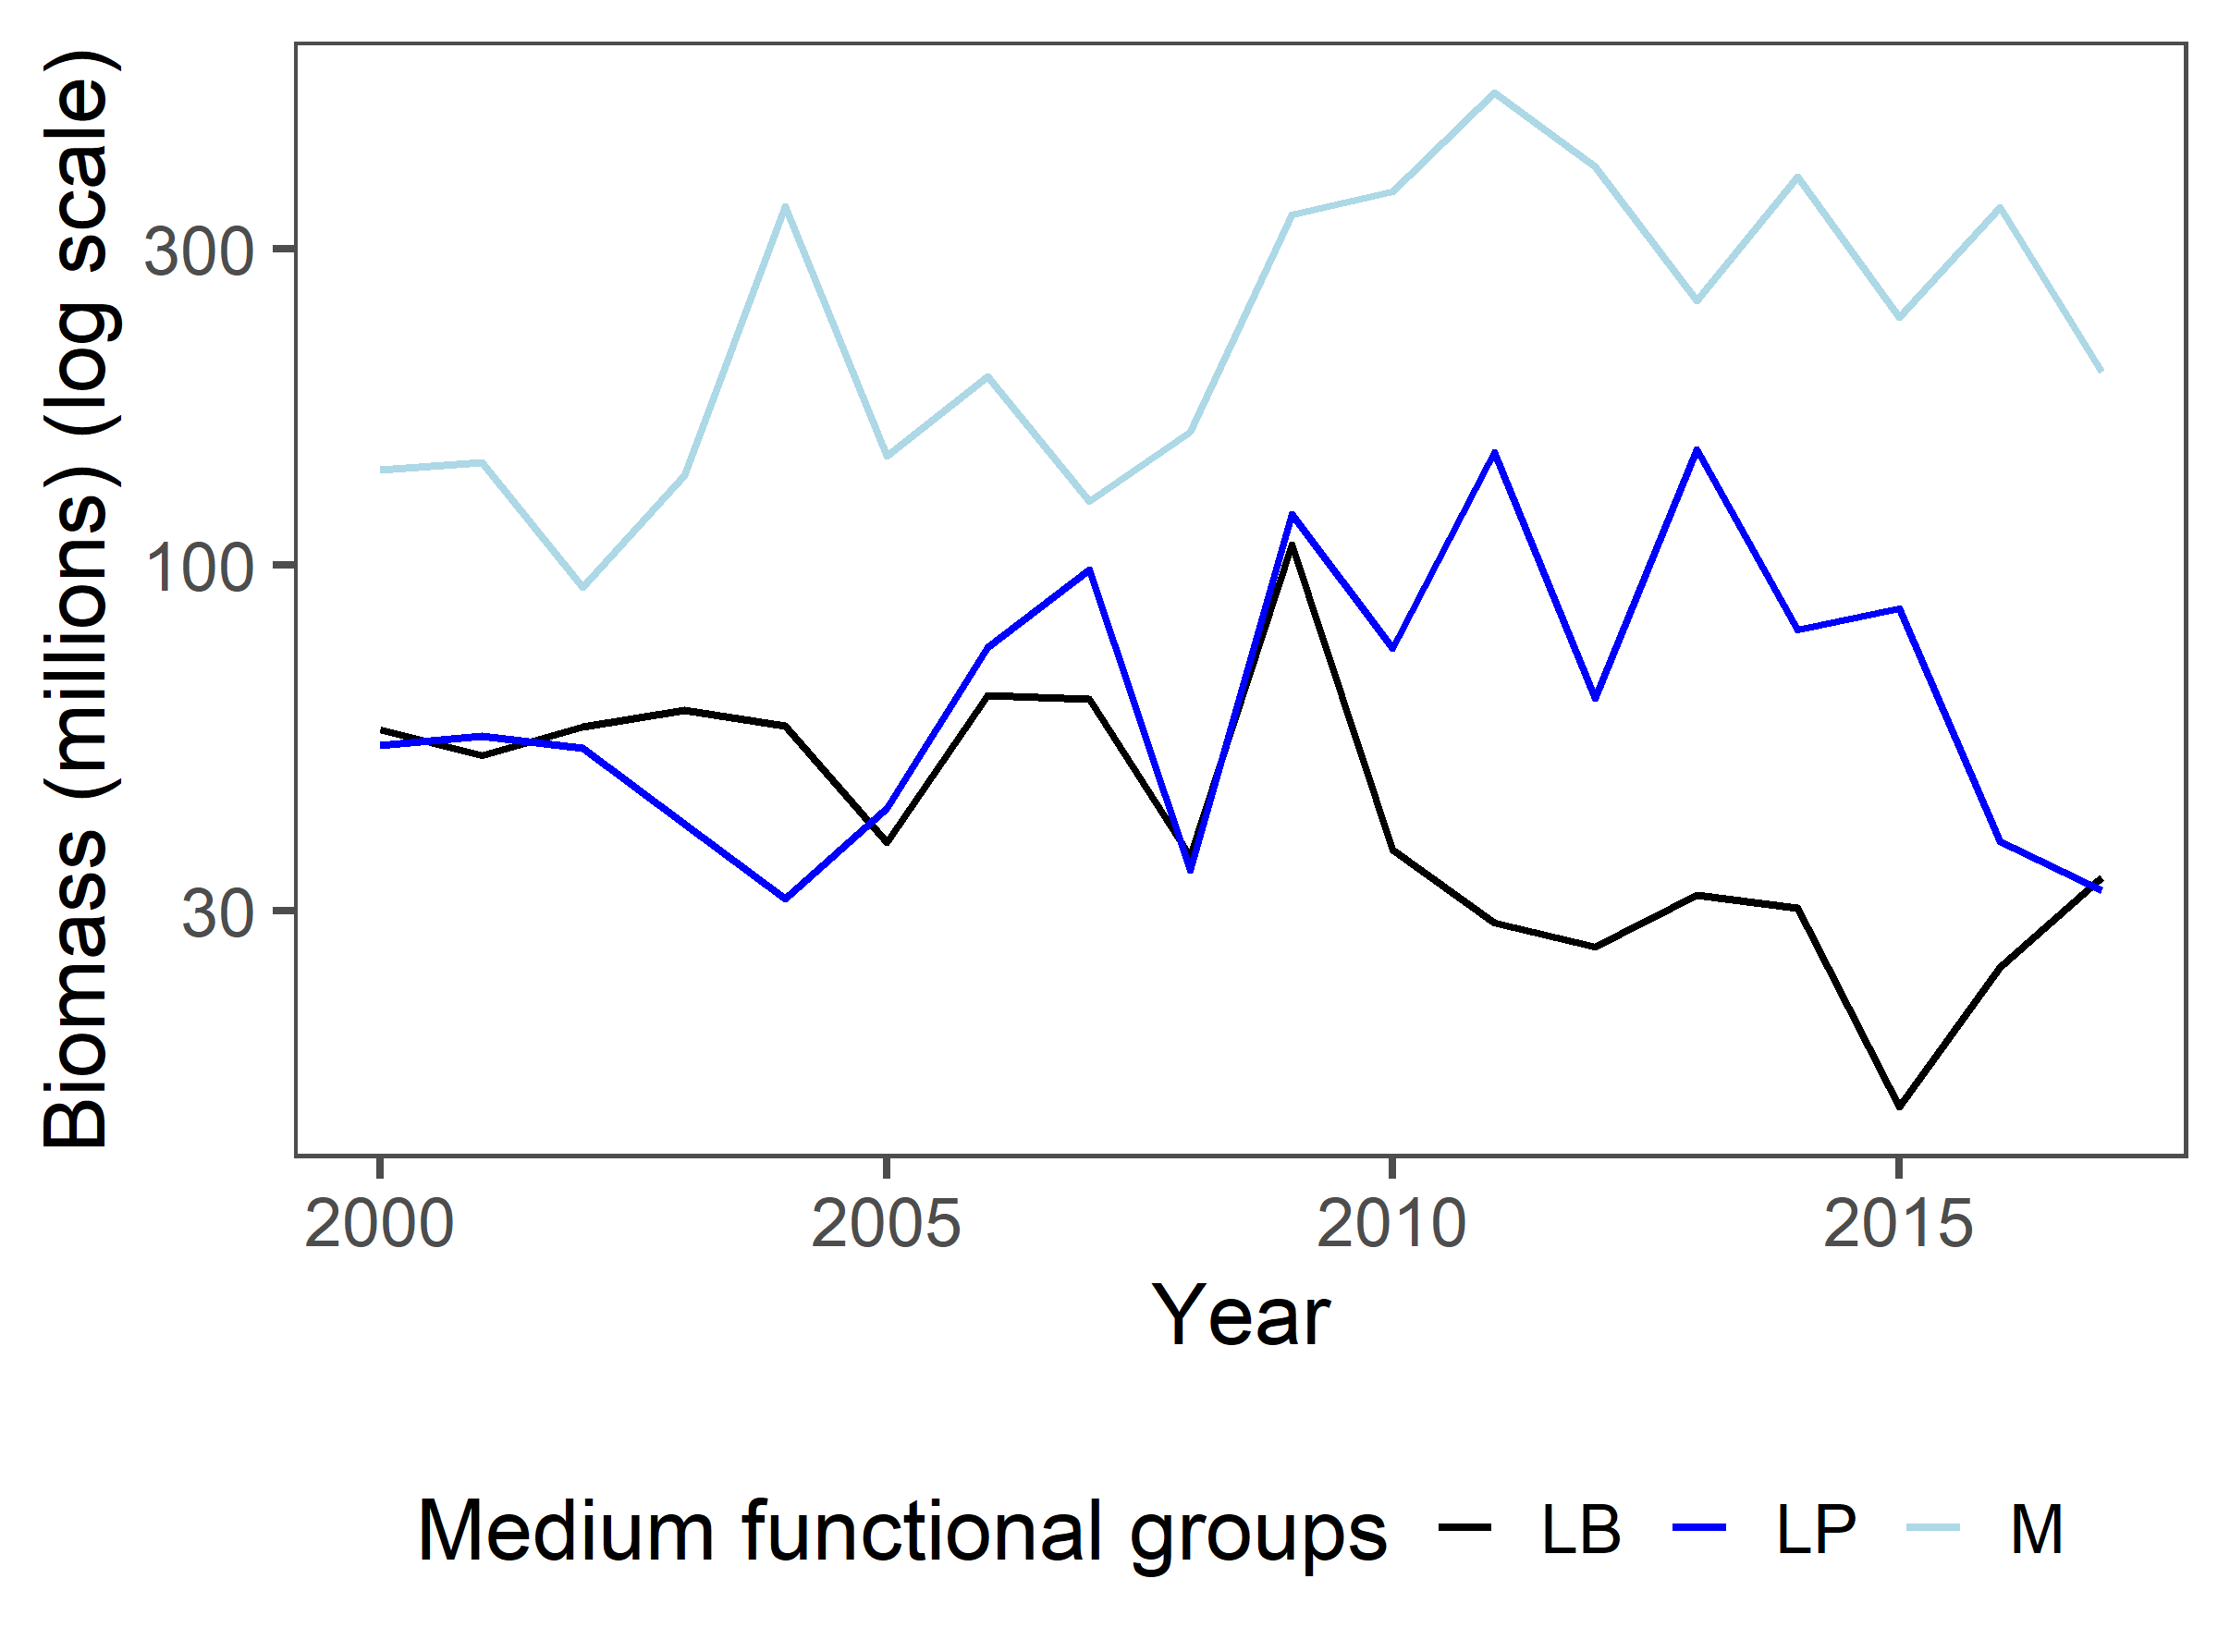 Biomass (millions) (log scale)
300
100
30
2000 2005 2010 2015
Year
Medium functional groups LB LP M